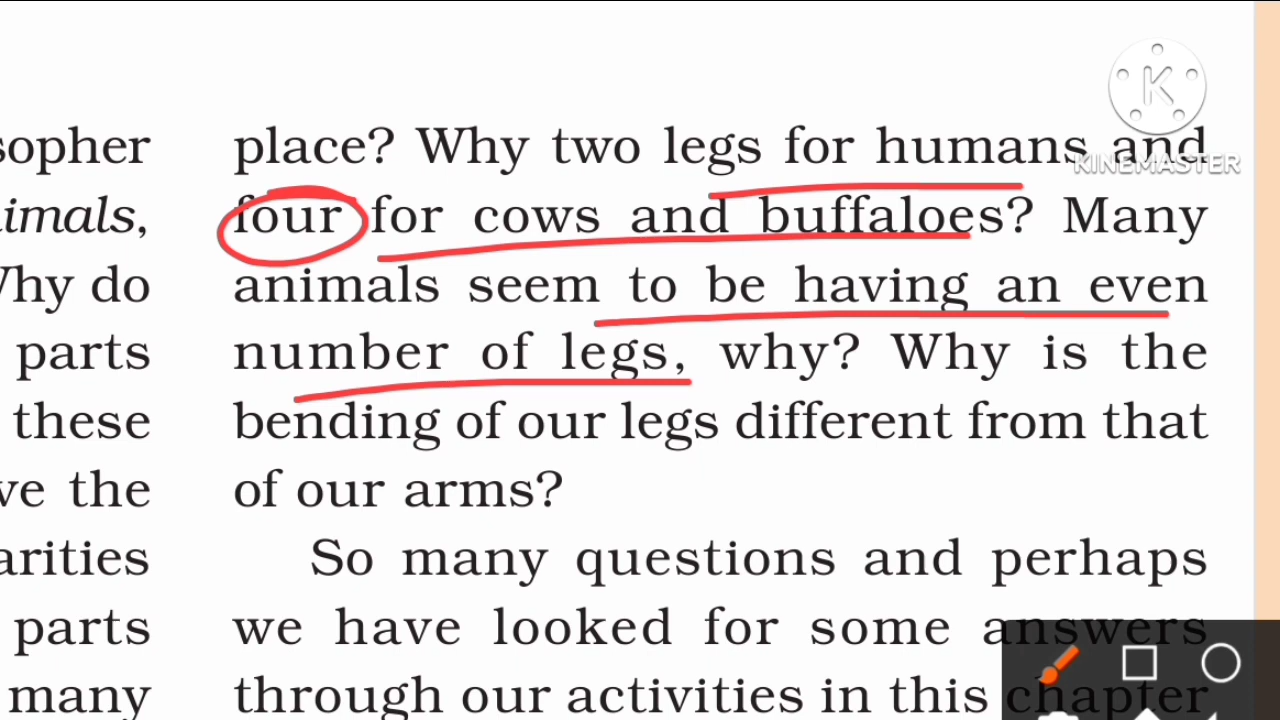 sopher
imals,
Why do
parts
these
ve the
arities
parts
many
place? Why two legs for humans and
four for cows and buffaloes? Many
animals seem to be having an even
number of legs, why? Why is the
bending of our legs different from that
of our arms?
So many questions and perhaps
we have looked for some answers
through our activities in this chapter
K
KINEMASTER